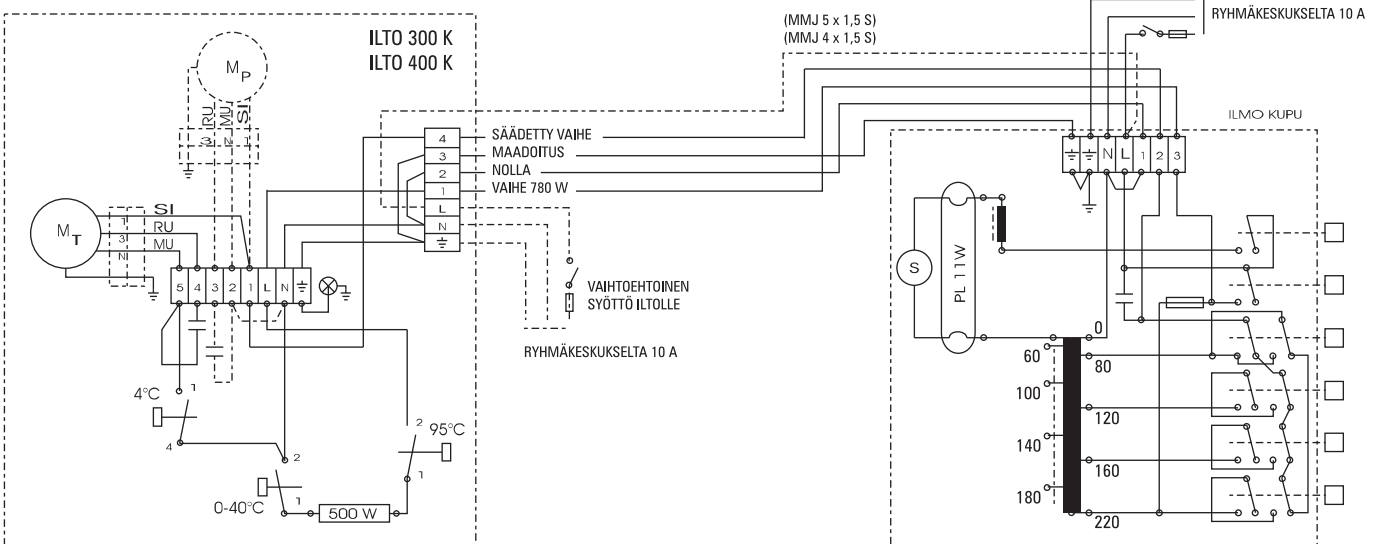 ILTO 300 K
ILTO 400 K
(MMJ 5 x 1,5 S)
(MMJ 4 x 1,5 S)
RYHMÄKESKUKSELTA 10 A
ILMO KUPU
MP
RU
MU
SI
3
N
1
MT
1
3
N
SI
RU
MU
5 4 3 2 1 L N
4
3
2
1
L
N
SÄÄDETTY VAIHE
MAADOITUS
NOLLA
VAIHE 780 W
VAIHTOEHTOINEN
SYÖTTÖ ILTOLLE
RYHMÄKESKUKSELTA 10 A
4°C
1
4
2
1
0-40°C
500 W
2
95°C
1
N L 1 2 3
S
PL 11W
0
60
80
100
120
140
160
180
220